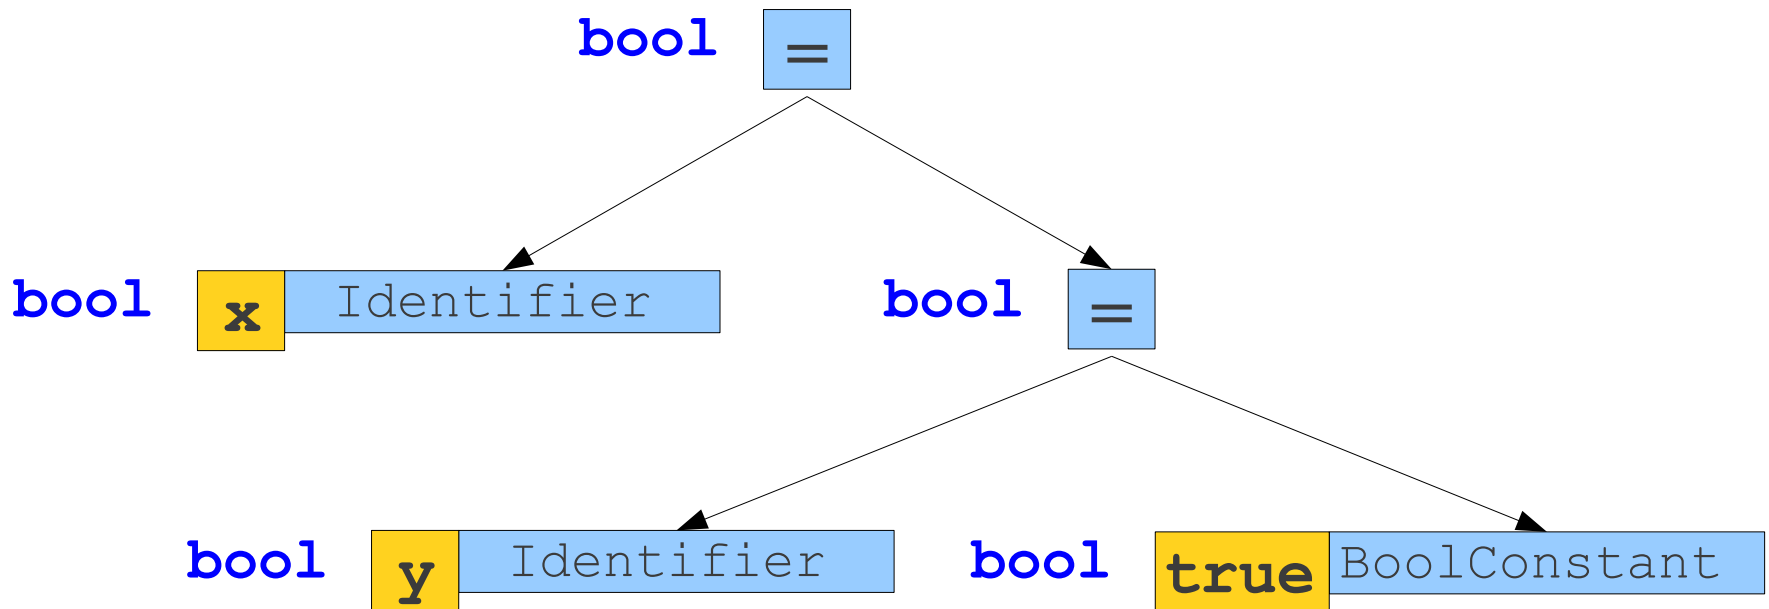 bool =
bool x Identifier bool =
bool y Identifier bool true BoolConstant